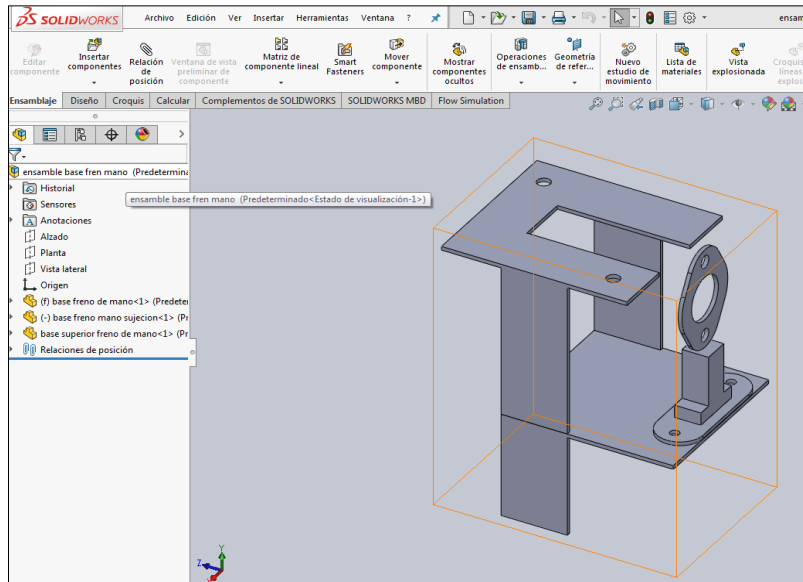 SOLIDWORKS
Archivo Edición Ver Insertar Herramientas Ventana ?
ensam
Editar componente
Insertar componentes
Relación de posición
Ventana de vista preliminar de componente
Matriz de componente lineal
Smart Fasteners
Mover componente
Mostrar componentes ocultos
Operaciones de ensamb...
Geometría de refer...
Nuevo estudio de movimiento
Lista de materiales
Vista explosionada
Croquis líneas explos
Ensamblaje Diseño Croquis Calcular Complementos de SOLIDWORKS SOLIDWORKS MBD Flow Simulation
ensamble base fren mano (Predetermina
Historial
Sensores
ensamble base fren mano (Predeterminado<Estado de visualización-1>)
Anotaciones
Alzado
Planta
Vista lateral
Origen
(f) base freno de mano<1> (Predeter
(-) base freno mano sujecion<1> (Pr
base superior freno de mano<1> (Pr
Relaciones de posición
Y
Z
X